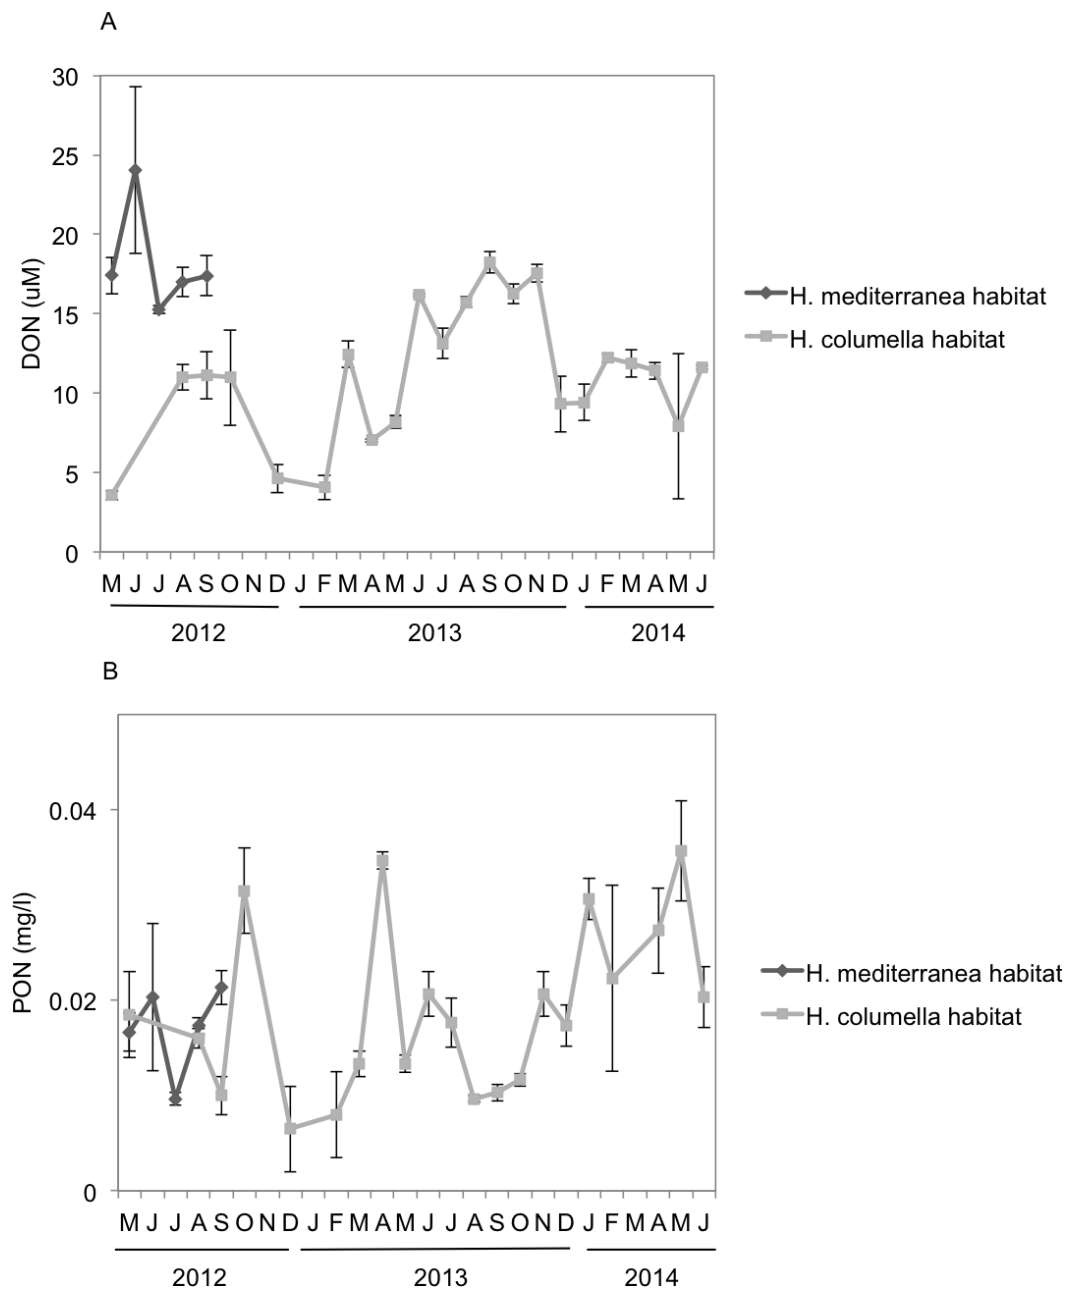 A
30
25
20
15
10
5
0
DON (uM)
H. mediterranea habitat
H. columella habitat
M J J A S O N D J F M A M J J A S O N D J F M A M J
2012 2013 2014
B
0.04
0.02
0
PON (mg/l)
H. mediterranea habitat
H. columella habitat
M J J A S O N D J F M A M J J A S O N D J F M A M J
2012 2013 2014